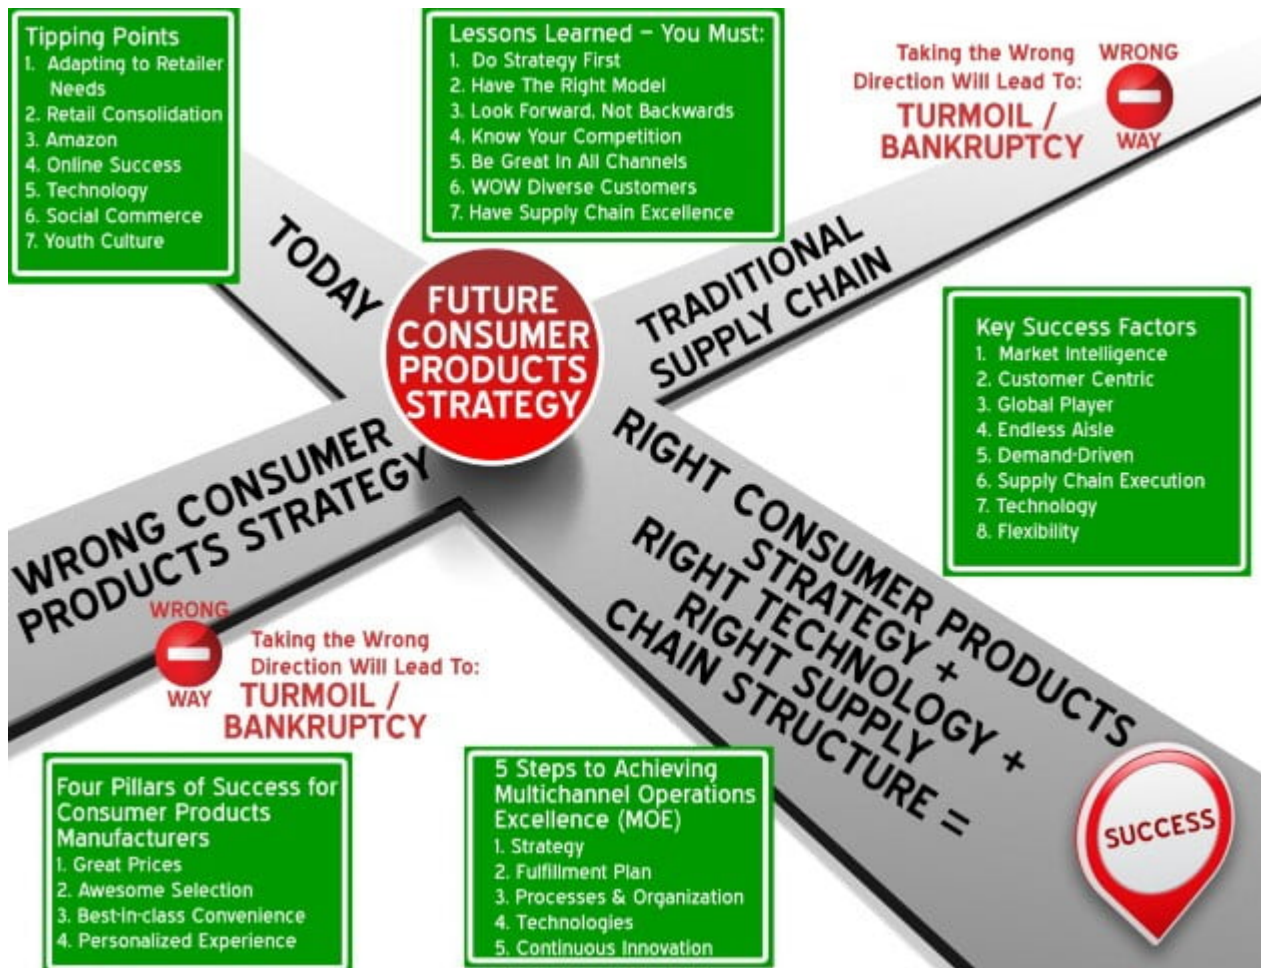 Tipping Points
1. Adapting to Retailer
Needs
2. Retail Consolidation
3. Amazon
4. Online Success
5. Technology
6. Social Commerce
7. Youth Culture
Lessons Learned – You Must:
1. Do Strategy First
2. Have The Right Model
3. Look Forward, Not Backwards
4. Know Your Competition
5. Be Great In All Channels
6. WOW Diverse Customers
7. Have Supply Chain Excellence
Taking the Wrong
Direction Will Lead To:
TURMOIL /
BANKRUPTCY
WRONG
WAY
TODAY
FUTURE
CONSUMER
PRODUCTS
STRATEGY
TRADITIONAL
SUPPLY CHAIN
Key Success Factors
1. Market Intelligence
2. Customer Centric
3. Global Player
4. Endless Aisle
5. Demand-Driven
6. Supply Chain Execution
7. Technology
8. Flexibility
WRONG CONSUMER
PRODUCTS STRATEGY
WRONG
WAY
Taking the Wrong
Direction Will Lead To:
TURMOIL /
BANKRUPTCY
RIGHT CONSUMER PRODUCTS
STRATEGY +
RIGHT TECHNOLOGY +
RIGHT SUPPLY
CHAIN STRUCTURE =
SUCCESS
Four Pillars of Success for
Consumer Products
Manufacturers
1. Great Prices
2. Awesome Selection
3. Best-in-class Convenience
4. Personalized Experience
5 Steps to Achieving
Multichannel Operations
Excellence (MOE)
1. Strategy
2. Fulfillment Plan
3. Processes & Organization
4. Technologies
5. Continuous Innovation